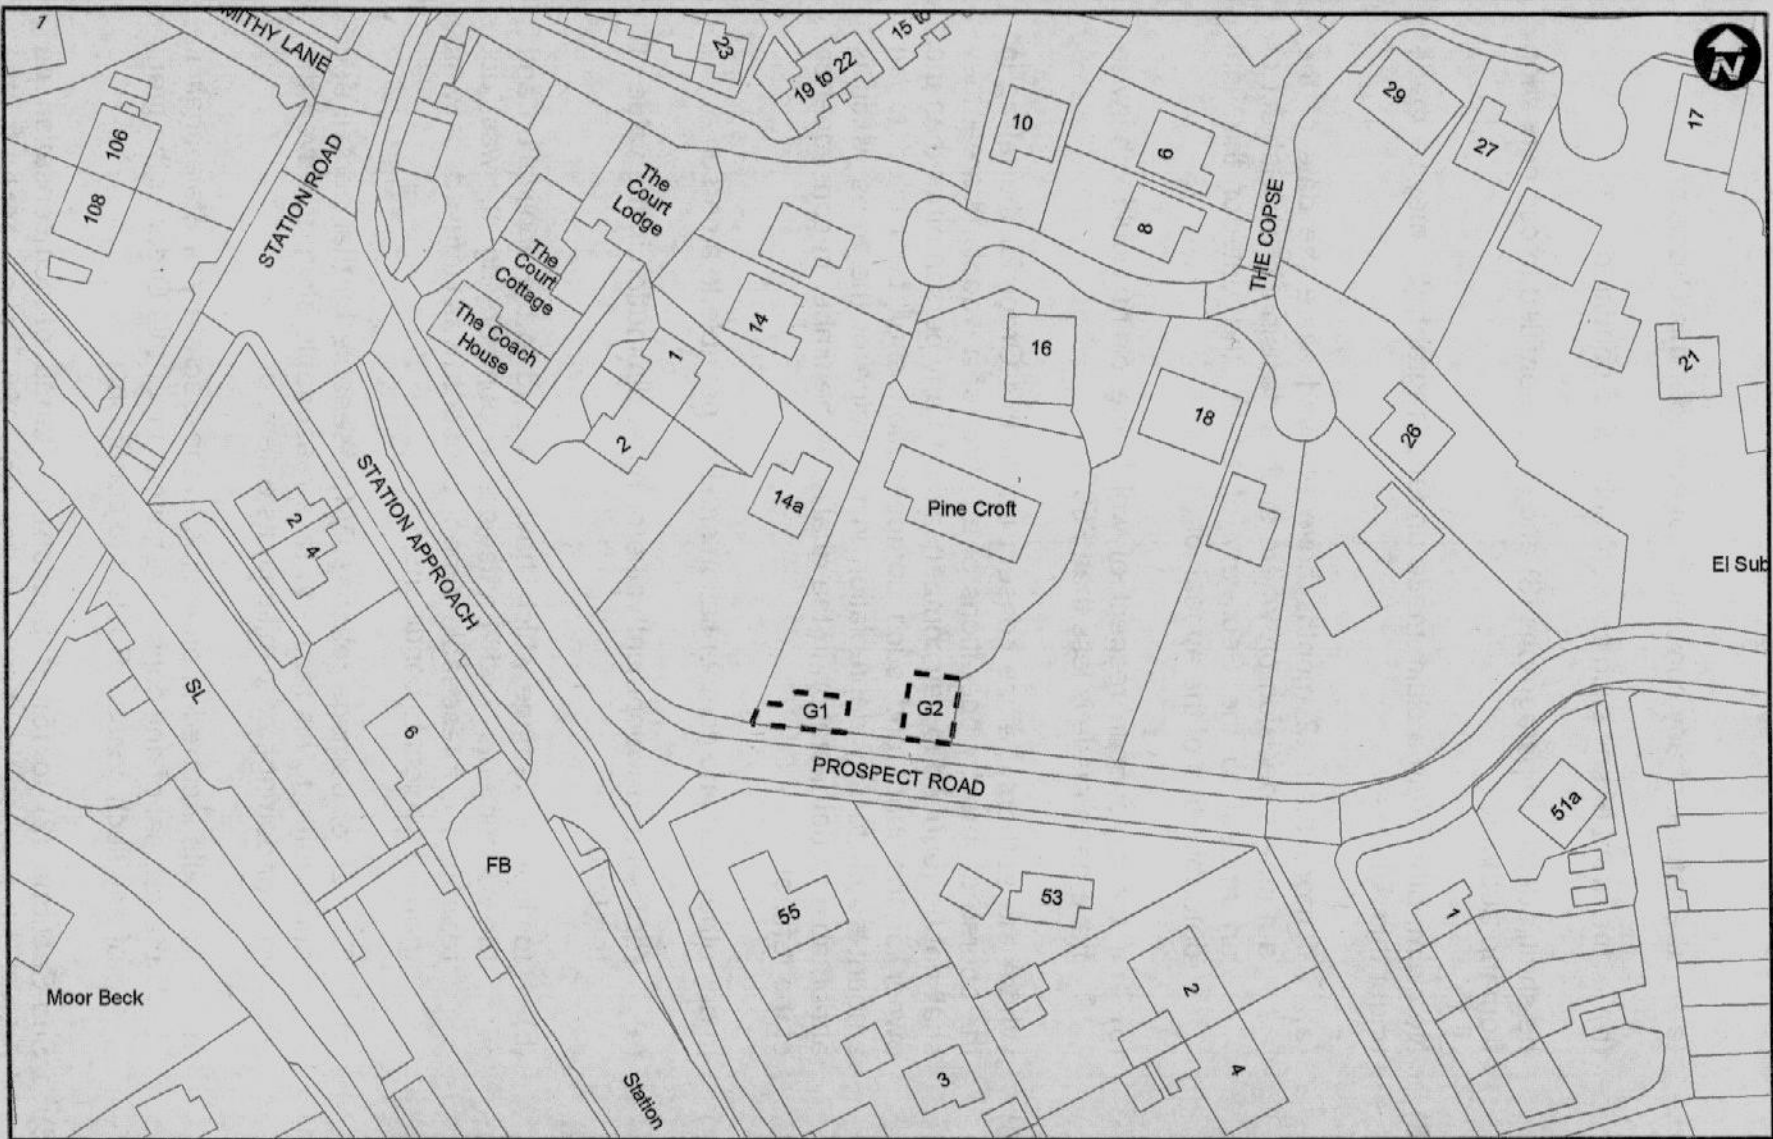 1
MITHY LANE
23
19 to 22
15 to
N
106
108
STATION ROAD
The
Court
Lodge
The
Court
Cottage
The Coach
House
10
6
8
THE COPSE
29
27
17
14
1
2
16
18
26
21
14a
Pine Croft
El Sub
2
4
STATION APPROACH
SL
6
G1
G2
PROSPECT ROAD
FB
55
53
51a
1
2
4
3
Moor Beck
Station